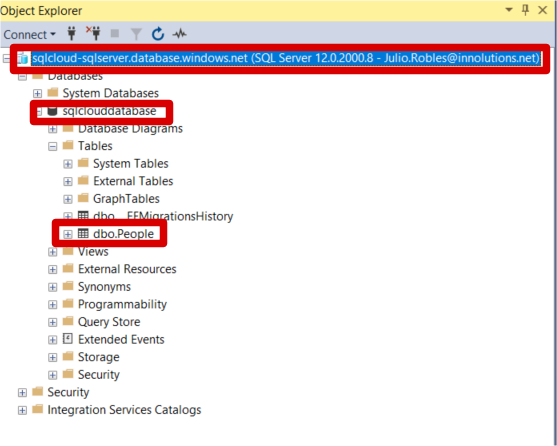 Object Explorer
Connect
sqlcloud-sqlserver.database.windows.net (SQL Server 12.0.2000.8 - Julio.Robles@innolutions.net)
Databases
System Databases
sqlclouddatabase
Database Diagrams
Tables
System Tables
External Tables
GraphTables
dbo.__EFMigrationsHistory
dbo.People
Views
External Resources
Synonyms
Programmability
Query Store
Extended Events
Storage
Security
Security
Integration Services Catalogs